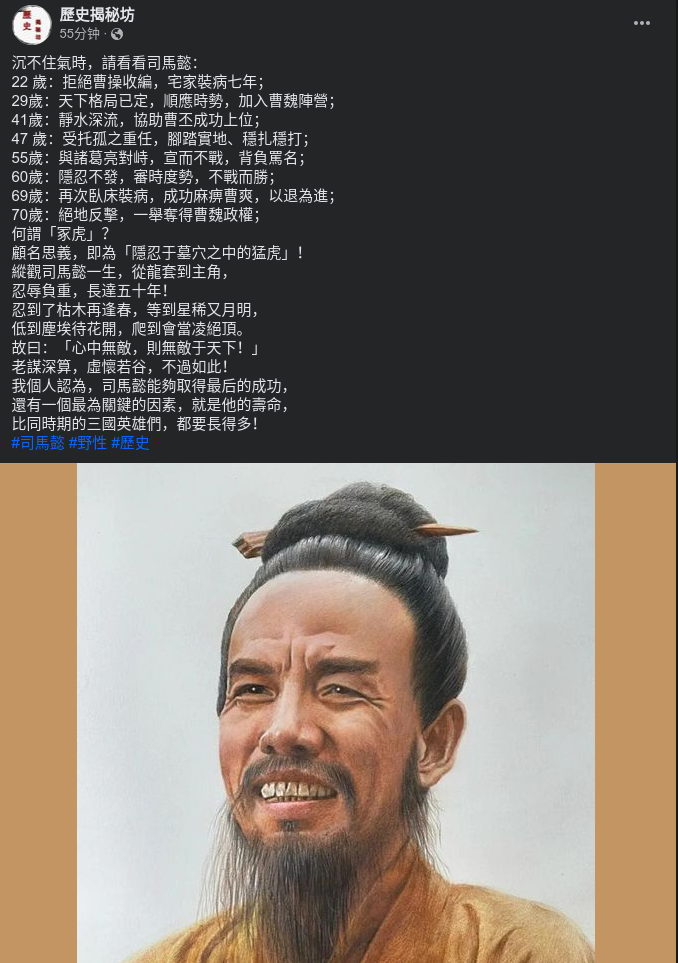 歷史揭秘坊
55分钟 ·
沉不住氣時，請看看司馬懿：
22 歲：拒絕曹操收編，宅家裝病七年；
29歲：天下格局已定，順應時勢，加入曹魏陣營；
41歲：靜水深流，協助曹丕成功上位；
47 歲：受托孤之重任，腳踏實地、穩扎穩打；
55歲：與諸葛亮對峙，宣而不戰，背負罵名；
60歲：隱忍不發，審時度勢，不戰而勝；
69歲：再次臥床裝病，成功麻痹曹爽，以退為進；
70歲：絕地反擊，一舉奪得曹魏政權；
何謂「冢虎」？
顧名思義，即為「隱忍于墓穴之中的猛虎」！
縱觀司馬懿一生，從龍套到主角，
忍辱負重，長達五十年！
忍到了枯木再逢春，等到星稀又月明，
低到塵埃待花開，爬到會當凌絕頂。
故曰：「心中無敵，則無敵于天下！」
老謀深算，虛懷若谷，不過如此！
我個人認為，司馬懿能夠取得最后的成功，
還有一個最為關鍵的因素，就是他的壽命，
比同時期的三國英雄們，都要長得多！
#司馬懿 #野性 #歷史